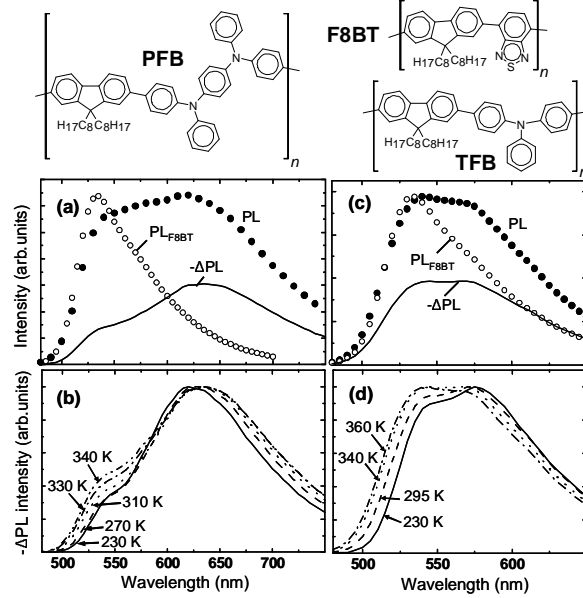 PFB
N
N
H17C8 C8H17
n
F8BT
N N
S
H17C8 C8H17
n
N
H17C8 C8H17
TFB
n
Intensity (arb.units)
(a)
PL
PLF8BT
-ΔPL
(c)
PL
PLF8BT
-ΔPL
-ΔPL intensity (arb.units)
(b)
340 K
330 K
310 K
270 K
230 K
(d)
360 K
340 K
295 K
230 K
500 550 600 650 700
500 550 600
Wavelength (nm)
Wavelength (nm)